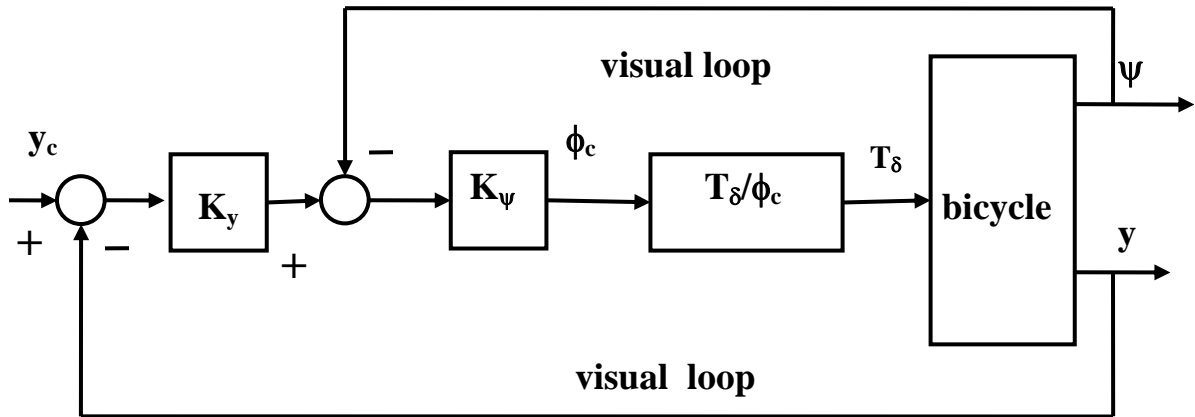 visual loop
ψ
y_c
−
ϕ_c
T_δ
K_y
K_ψ
T_δ/ϕ_c
bicycle
+
−
+
y
visual loop